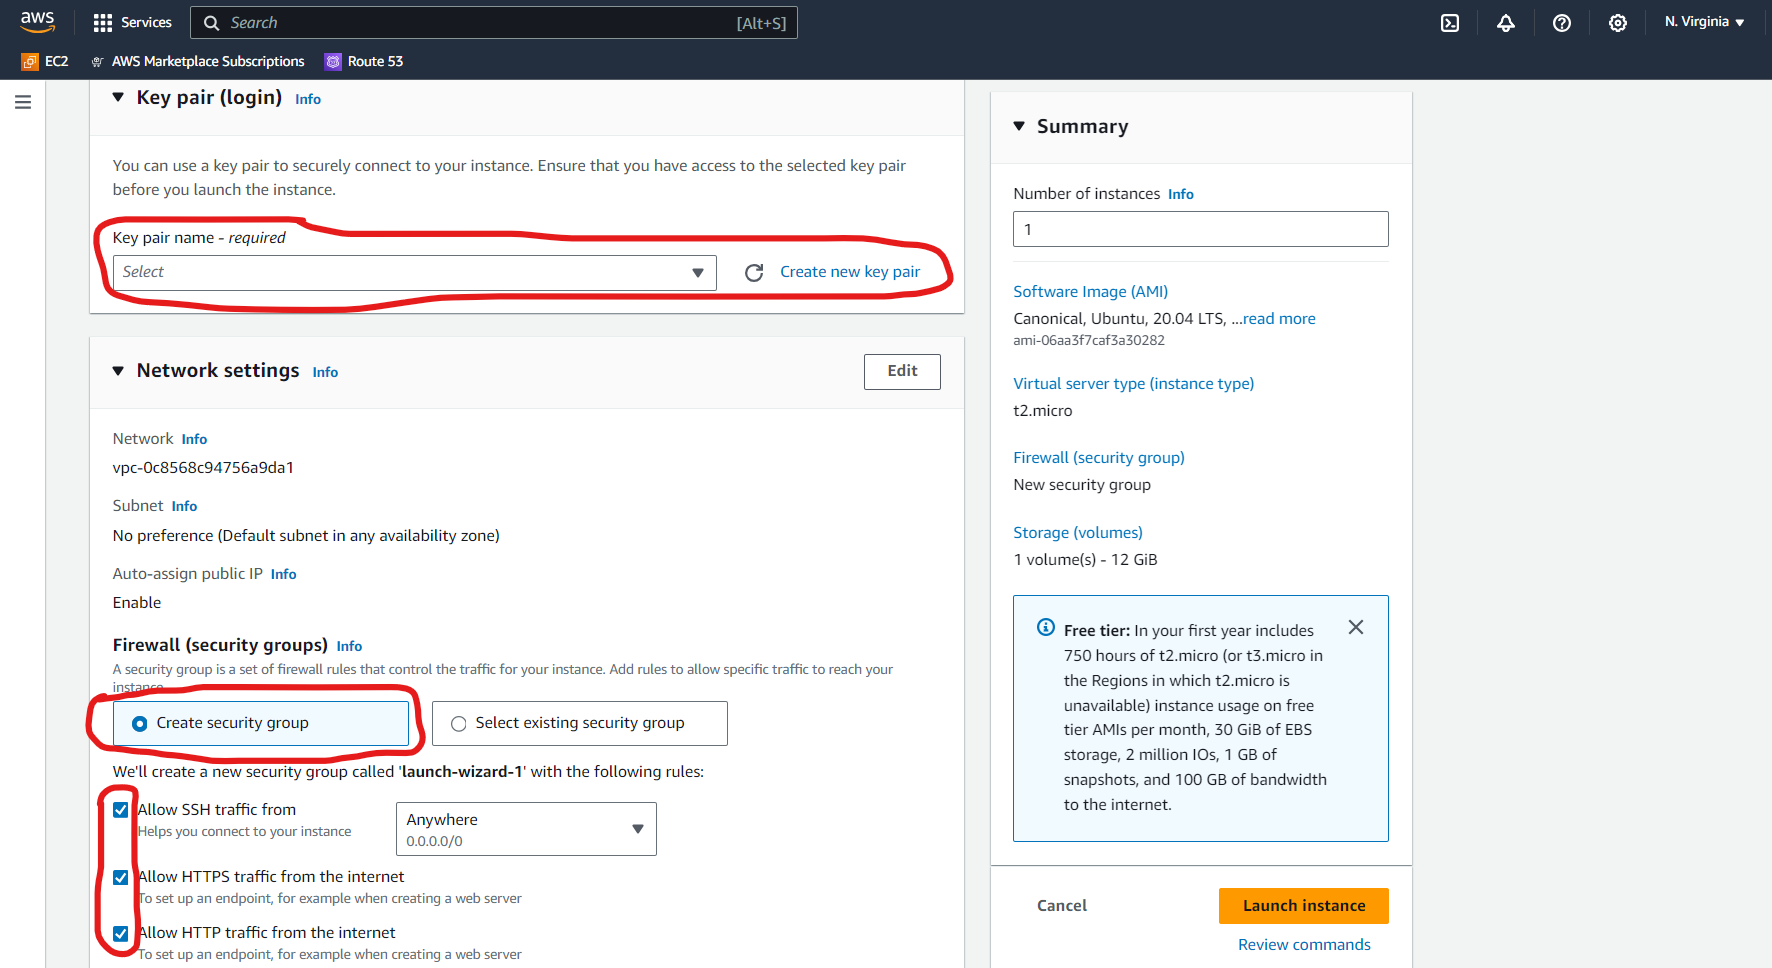 aws
Services
Search
[Alt+S]
N. Virginia
EC2
AWS Marketplace Subscriptions
Route 53
Key pair (login) Info
You can use a key pair to securely connect to your instance. Ensure that you have access to the selected key pair
before you launch the instance.
Key pair name - required
Select
Create new key pair
Network settings Info
Edit
Network Info
vpc-0c8568c94756a9da1
Subnet Info
No preference (Default subnet in any availability zone)
Auto-assign public IP Info
Enable
Firewall (security groups) Info
A security group is a set of firewall rules that control the traffic for your instance. Add rules to allow specific traffic to reach your
instance.
Create security group
Select existing security group
We'll create a new security group called 'launch-wizard-1' with the following rules:
Allow SSH traffic from
Helps you connect to your instance
Anywhere
0.0.0.0/0
Allow HTTPS traffic from the internet
To set up an endpoint, for example when creating a web server
Allow HTTP traffic from the internet
To set up an endpoint, for example when creating a web server
Summary
Number of instances Info
1
Software Image (AMI)
Canonical, Ubuntu, 20.04 LTS, ...read more
ami-06aa3f7caf3a30282
Virtual server type (instance type)
t2.micro
Firewall (security group)
New security group
Storage (volumes)
1 volume(s) - 12 GiB
Free tier: In your first year includes
750 hours of t2.micro (or t3.micro in
the Regions in which t2.micro is
unavailable) instance usage on free
tier AMIs per month, 30 GiB of EBS
storage, 2 million IOs, 1 GB of
snapshots, and 100 GB of bandwidth
to the internet.
Cancel
Launch instance
Review commands